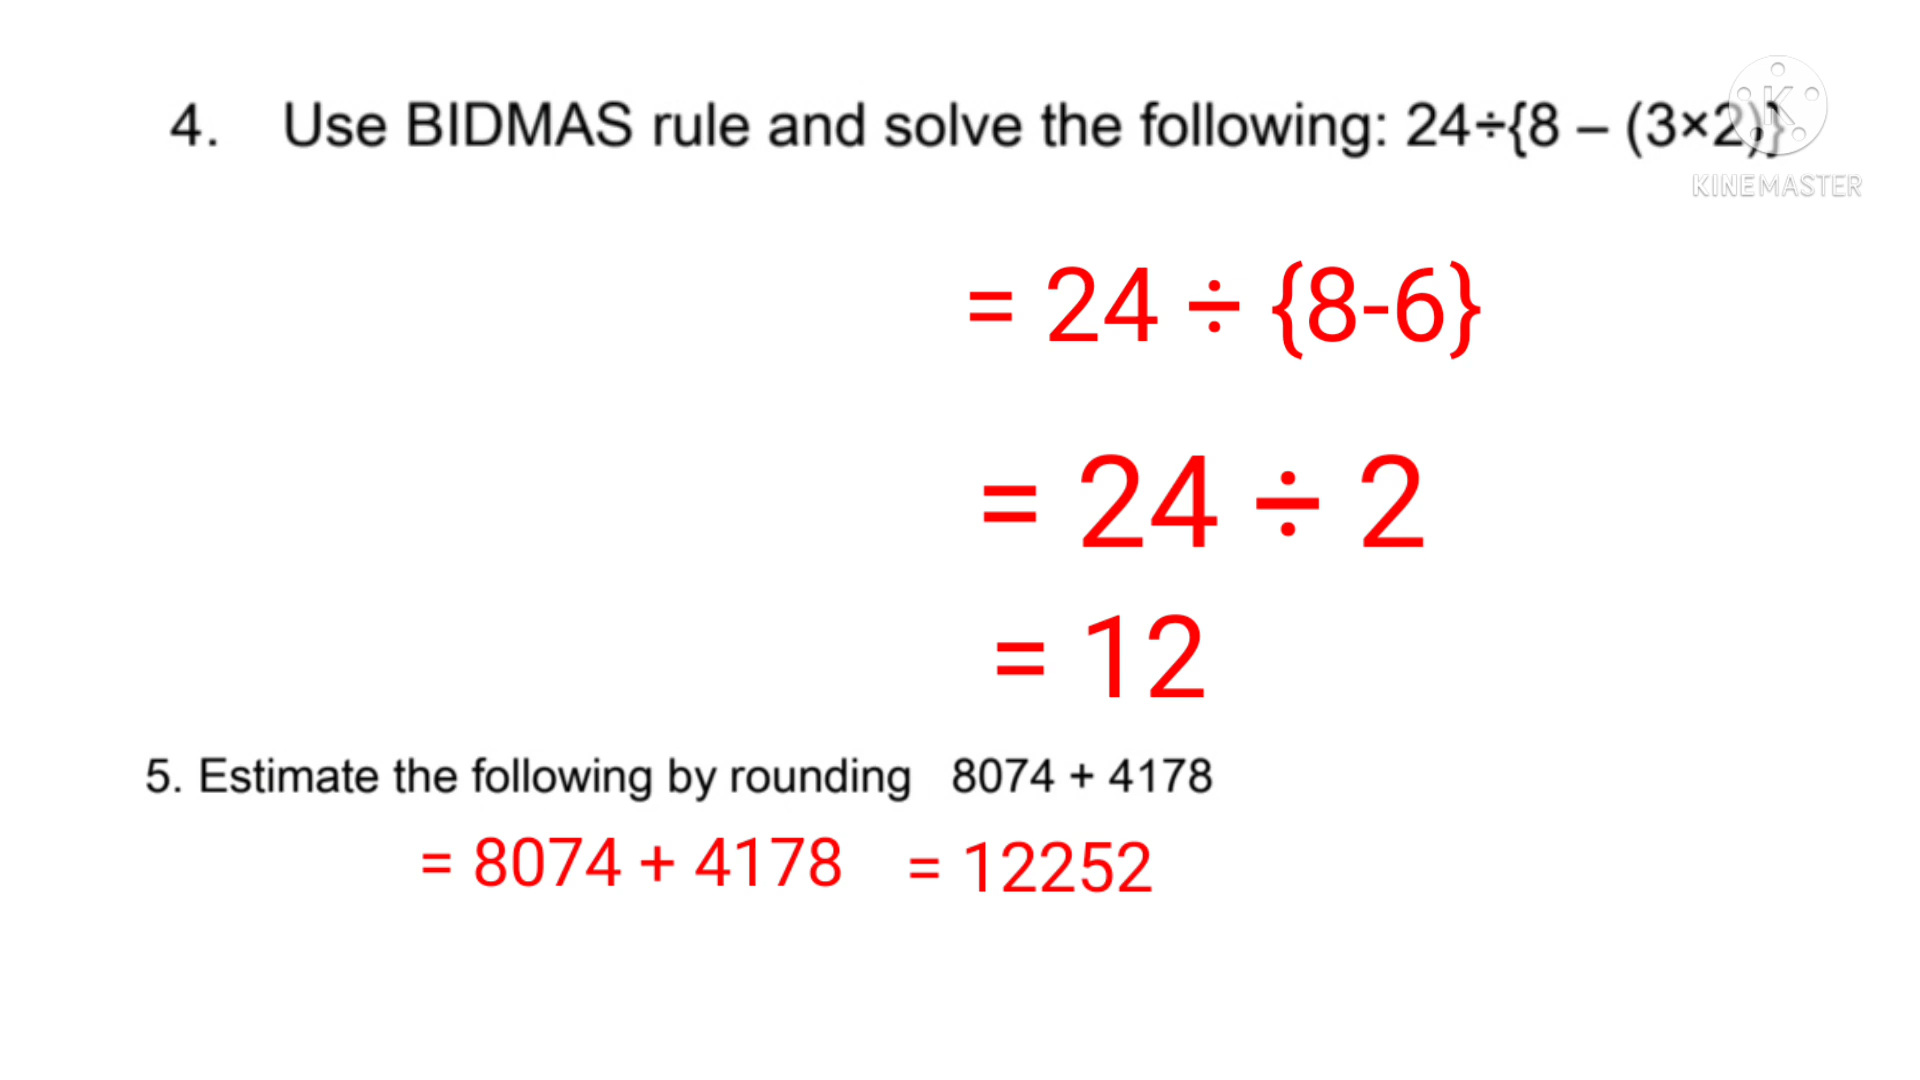 4. Use BIDMAS rule and solve the following: 24÷{8 – (3×2)}
KINEMASTER
= 24 ÷ {8-6}
= 24 ÷ 2
= 12
5. Estimate the following by rounding 8074 + 4178
= 8074 + 4178 = 12252